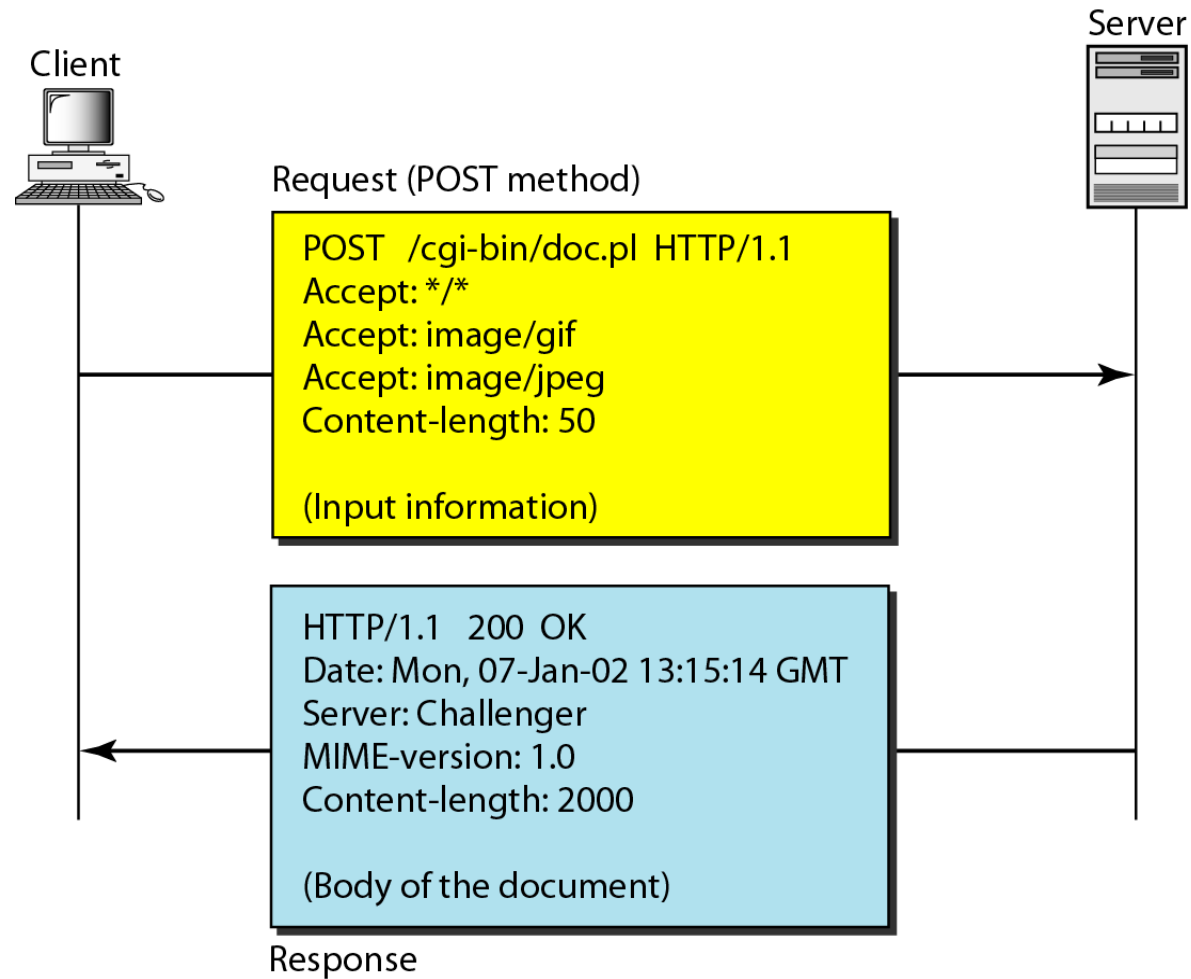 Server
Client
Request (POST method)
POST /cgi-bin/doc.pl HTTP/1.1
Accept: */*
Accept: image/gif
Accept: image/jpeg
Content-length: 50
(Input information)
HTTP/1.1 200 OK
Date: Mon, 07-Jan-02 13:15:14 GMT
Server: Challenger
MIME-version: 1.0
Content-length: 2000
(Body of the document)
Response